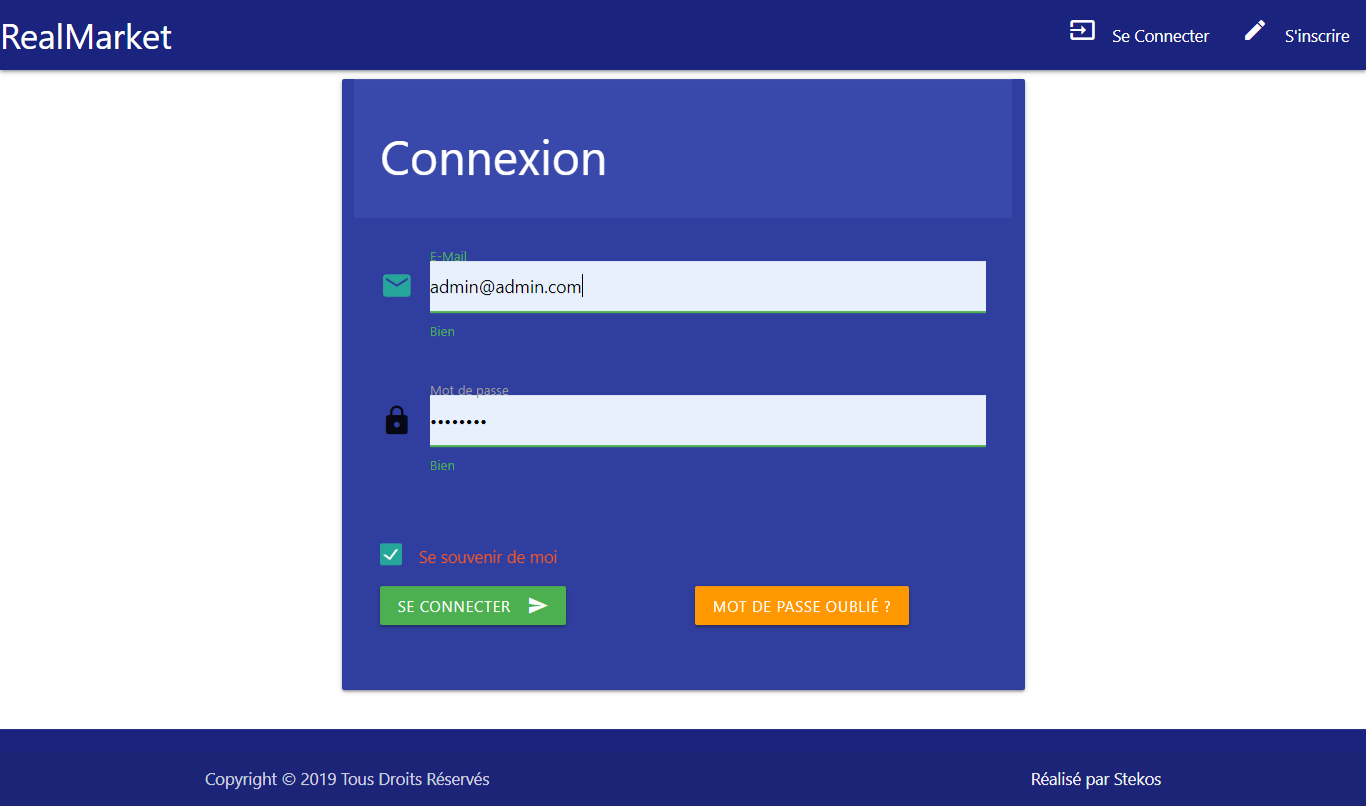 RealMarket
Se Connecter
S'inscrire
Connexion
E-Mail
admin@admin.com
Bien
Mot de passe
••••••••
Bien
Se souvenir de moi
SE CONNECTER
MOT DE PASSE OUBLIÉ ?
Copyright © 2019 Tous Droits Réservés
Réalisé par Stekos